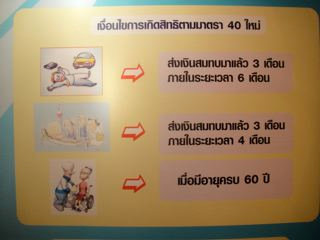 เงื่อนไขการเกิดสิทธิตามมาตรา 40 ใหม่
ส่งเงินสมทบมาแล้ว 3 เดือน
ภายในระยะเวลา 6 เดือน
ส่งเงินสมทบมาแล้ว 3 เดือน
ภายในระยะเวลา 4 เดือน
เมื่อมีอายุครบ 60 ปี